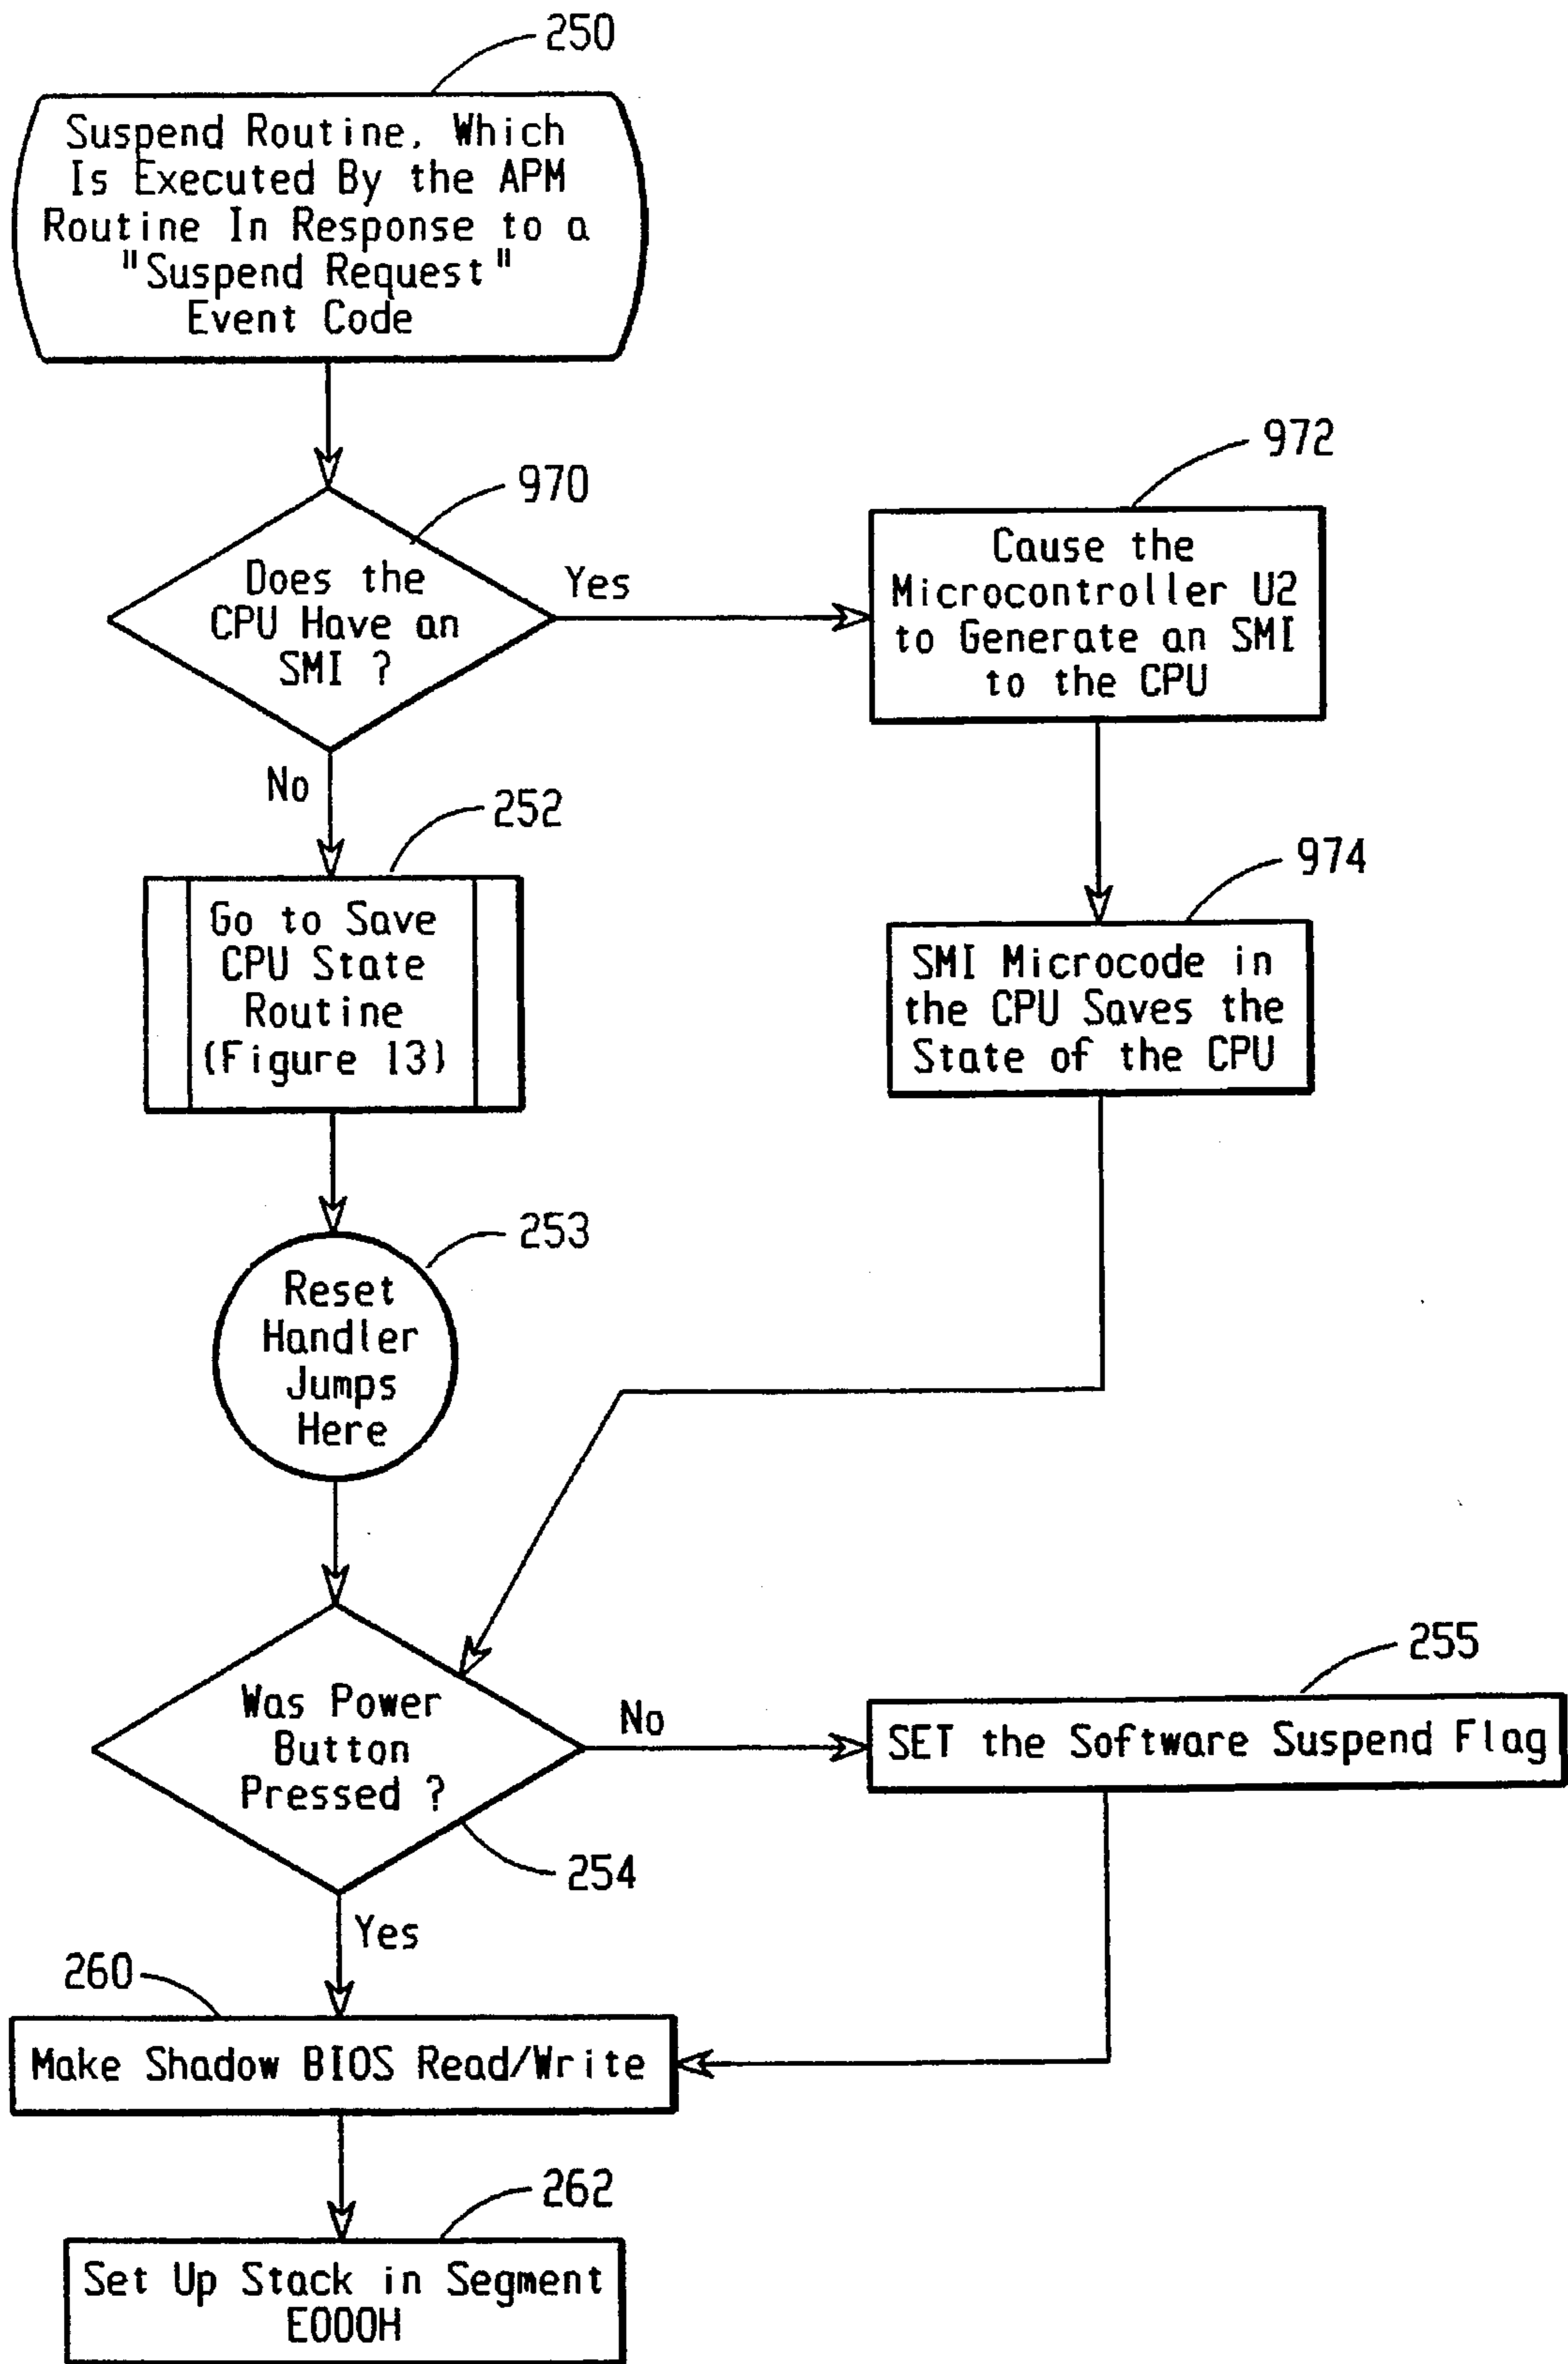 250
Suspend Routine, Which
Is Executed By the APM
Routine In Response to a
"Suspend Request"
Event Code
970
Does the
CPU Have an
SMI ?
Yes
No
972
Cause the
Microcontroller U2
to Generate an SMI
to the CPU
252
Go to Save
CPU State
Routine
(Figure 13)
974
SMI Microcode in
the CPU Saves the
State of the CPU
253
Reset
Handler
Jumps
Here
Was Power
Button
Pressed ?
254
No
Yes
255
SET the Software Suspend Flag
260
Make Shadow BIOS Read/Write
262
Set Up Stack in Segment
E000H